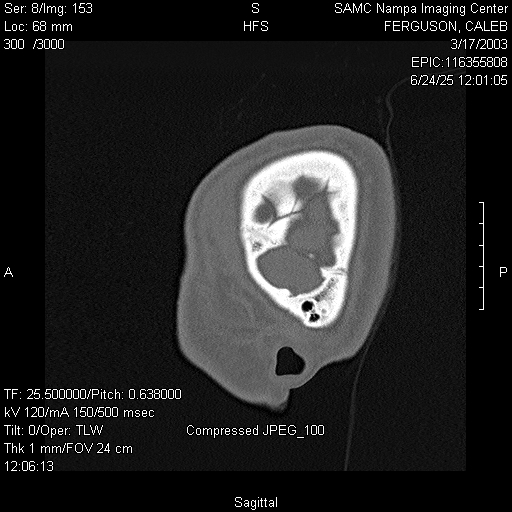 Ser: 8/Img: 153
S
SAMC Nampa Imaging Center
Loc: 68 mm
HFS
FERGUSON, CALEB
300 /3000
3/17/2003
EPIC:116355808
6/24/25 12:01:05
A
P
TF: 25.500000/Pitch: 0.638000
kV 120/mA 150/500 msec
Tilt: 0/Oper: TLW
Compressed JPEG_100
Thk 1 mm/FOV 24 cm
12:06:13
Sagittal